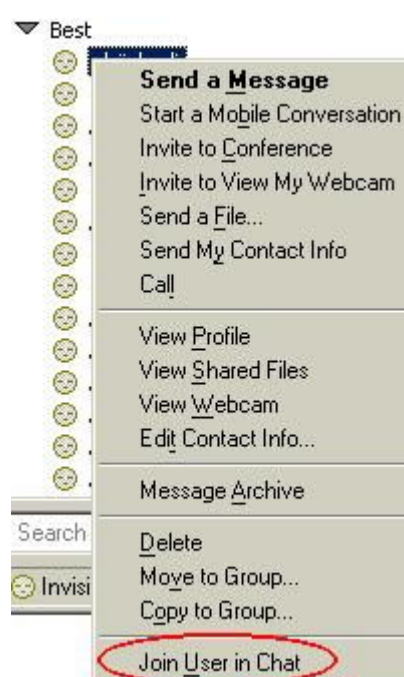 Best
Send a Message
Start a Mobile Conversation
Invite to Conference
Invite to View My Webcam
Send a File...
Send My Contact Info
Call
View Profile
View Shared Files
View Webcam
Edit Contact Info...
Message Archive
Search
Delete
Invisi
Move to Group...
Copy to Group...
Join User in Chat